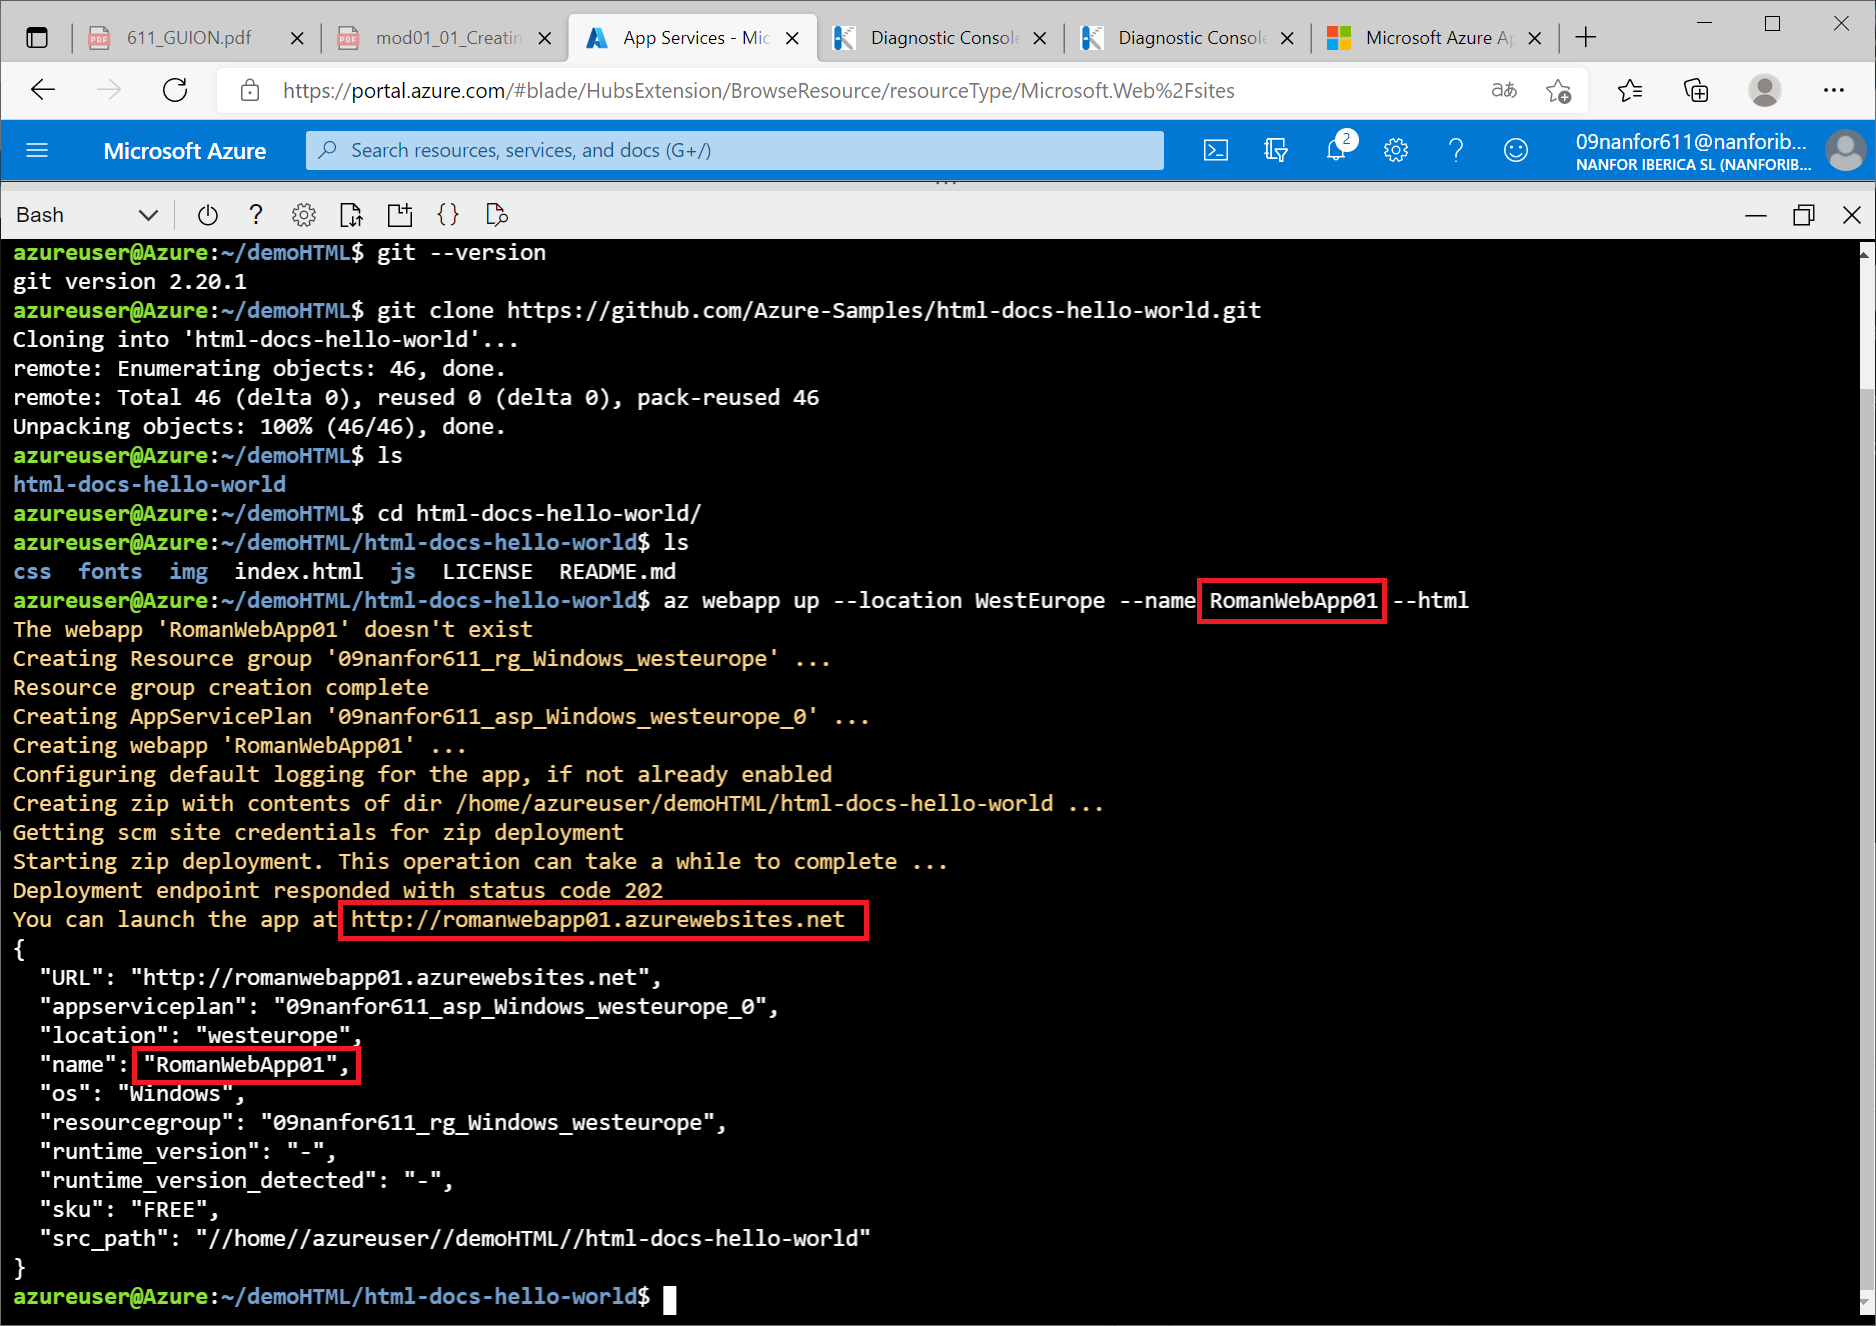 611_GUION.pdf
mod01_01_Creatin
App Services - Mic
Diagnostic Console
Diagnostic Console
Microsoft Azure Ap
https://portal.azure.com/#blade/HubsExtension/BrowseResource/resourceType/Microsoft.Web%2Fsites
Microsoft Azure
Search resources, services, and docs (G+/)
2
09nanfor611@nanforib...
NANFOR IBERICA SL (NANFORIB...
Bash
azureuser@Azure:~/demoHTML$ git --version
git version 2.20.1
azureuser@Azure:~/demoHTML$ git clone https://github.com/Azure-Samples/html-docs-hello-world.git
Cloning into 'html-docs-hello-world'...
remote: Enumerating objects: 46, done.
remote: Total 46 (delta 0), reused 0 (delta 0), pack-reused 46
Unpacking objects: 100% (46/46), done.
azureuser@Azure:~/demoHTML$ ls
html-docs-hello-world
azureuser@Azure:~/demoHTML$ cd html-docs-hello-world/
azureuser@Azure:~/demoHTML/html-docs-hello-world$ ls
css  fonts  img  index.html  js  LICENSE  README.md
azureuser@Azure:~/demoHTML/html-docs-hello-world$ az webapp up --location WestEurope --name RomanWebApp01 --html
The webapp 'RomanWebApp01' doesn't exist
Creating Resource group '09nanfor611_rg_Windows_westeurope' ...
Resource group creation complete
Creating AppServicePlan '09nanfor611_asp_Windows_westeurope_0' ...
Creating webapp 'RomanWebApp01' ...
Configuring default logging for the app, if not already enabled
Creating zip with contents of dir /home/azureuser/demoHTML/html-docs-hello-world ...
Getting scm site credentials for zip deployment
Starting zip deployment. This operation can take a while to complete ...
Deployment endpoint responded with status code 202
You can launch the app at http://romanwebapp01.azurewebsites.net
{
  "URL": "http://romanwebapp01.azurewebsites.net",
  "appserviceplan": "09nanfor611_asp_Windows_westeurope_0",
  "location": "westeurope",
  "name": "RomanWebApp01",
  "os": "Windows",
  "resourcegroup": "09nanfor611_rg_Windows_westeurope",
  "runtime_version": "-",
  "runtime_version_detected": "-",
  "sku": "FREE",
  "src_path": "//home//azureuser//demoHTML//html-docs-hello-world"
}
azureuser@Azure:~/demoHTML/html-docs-hello-world$